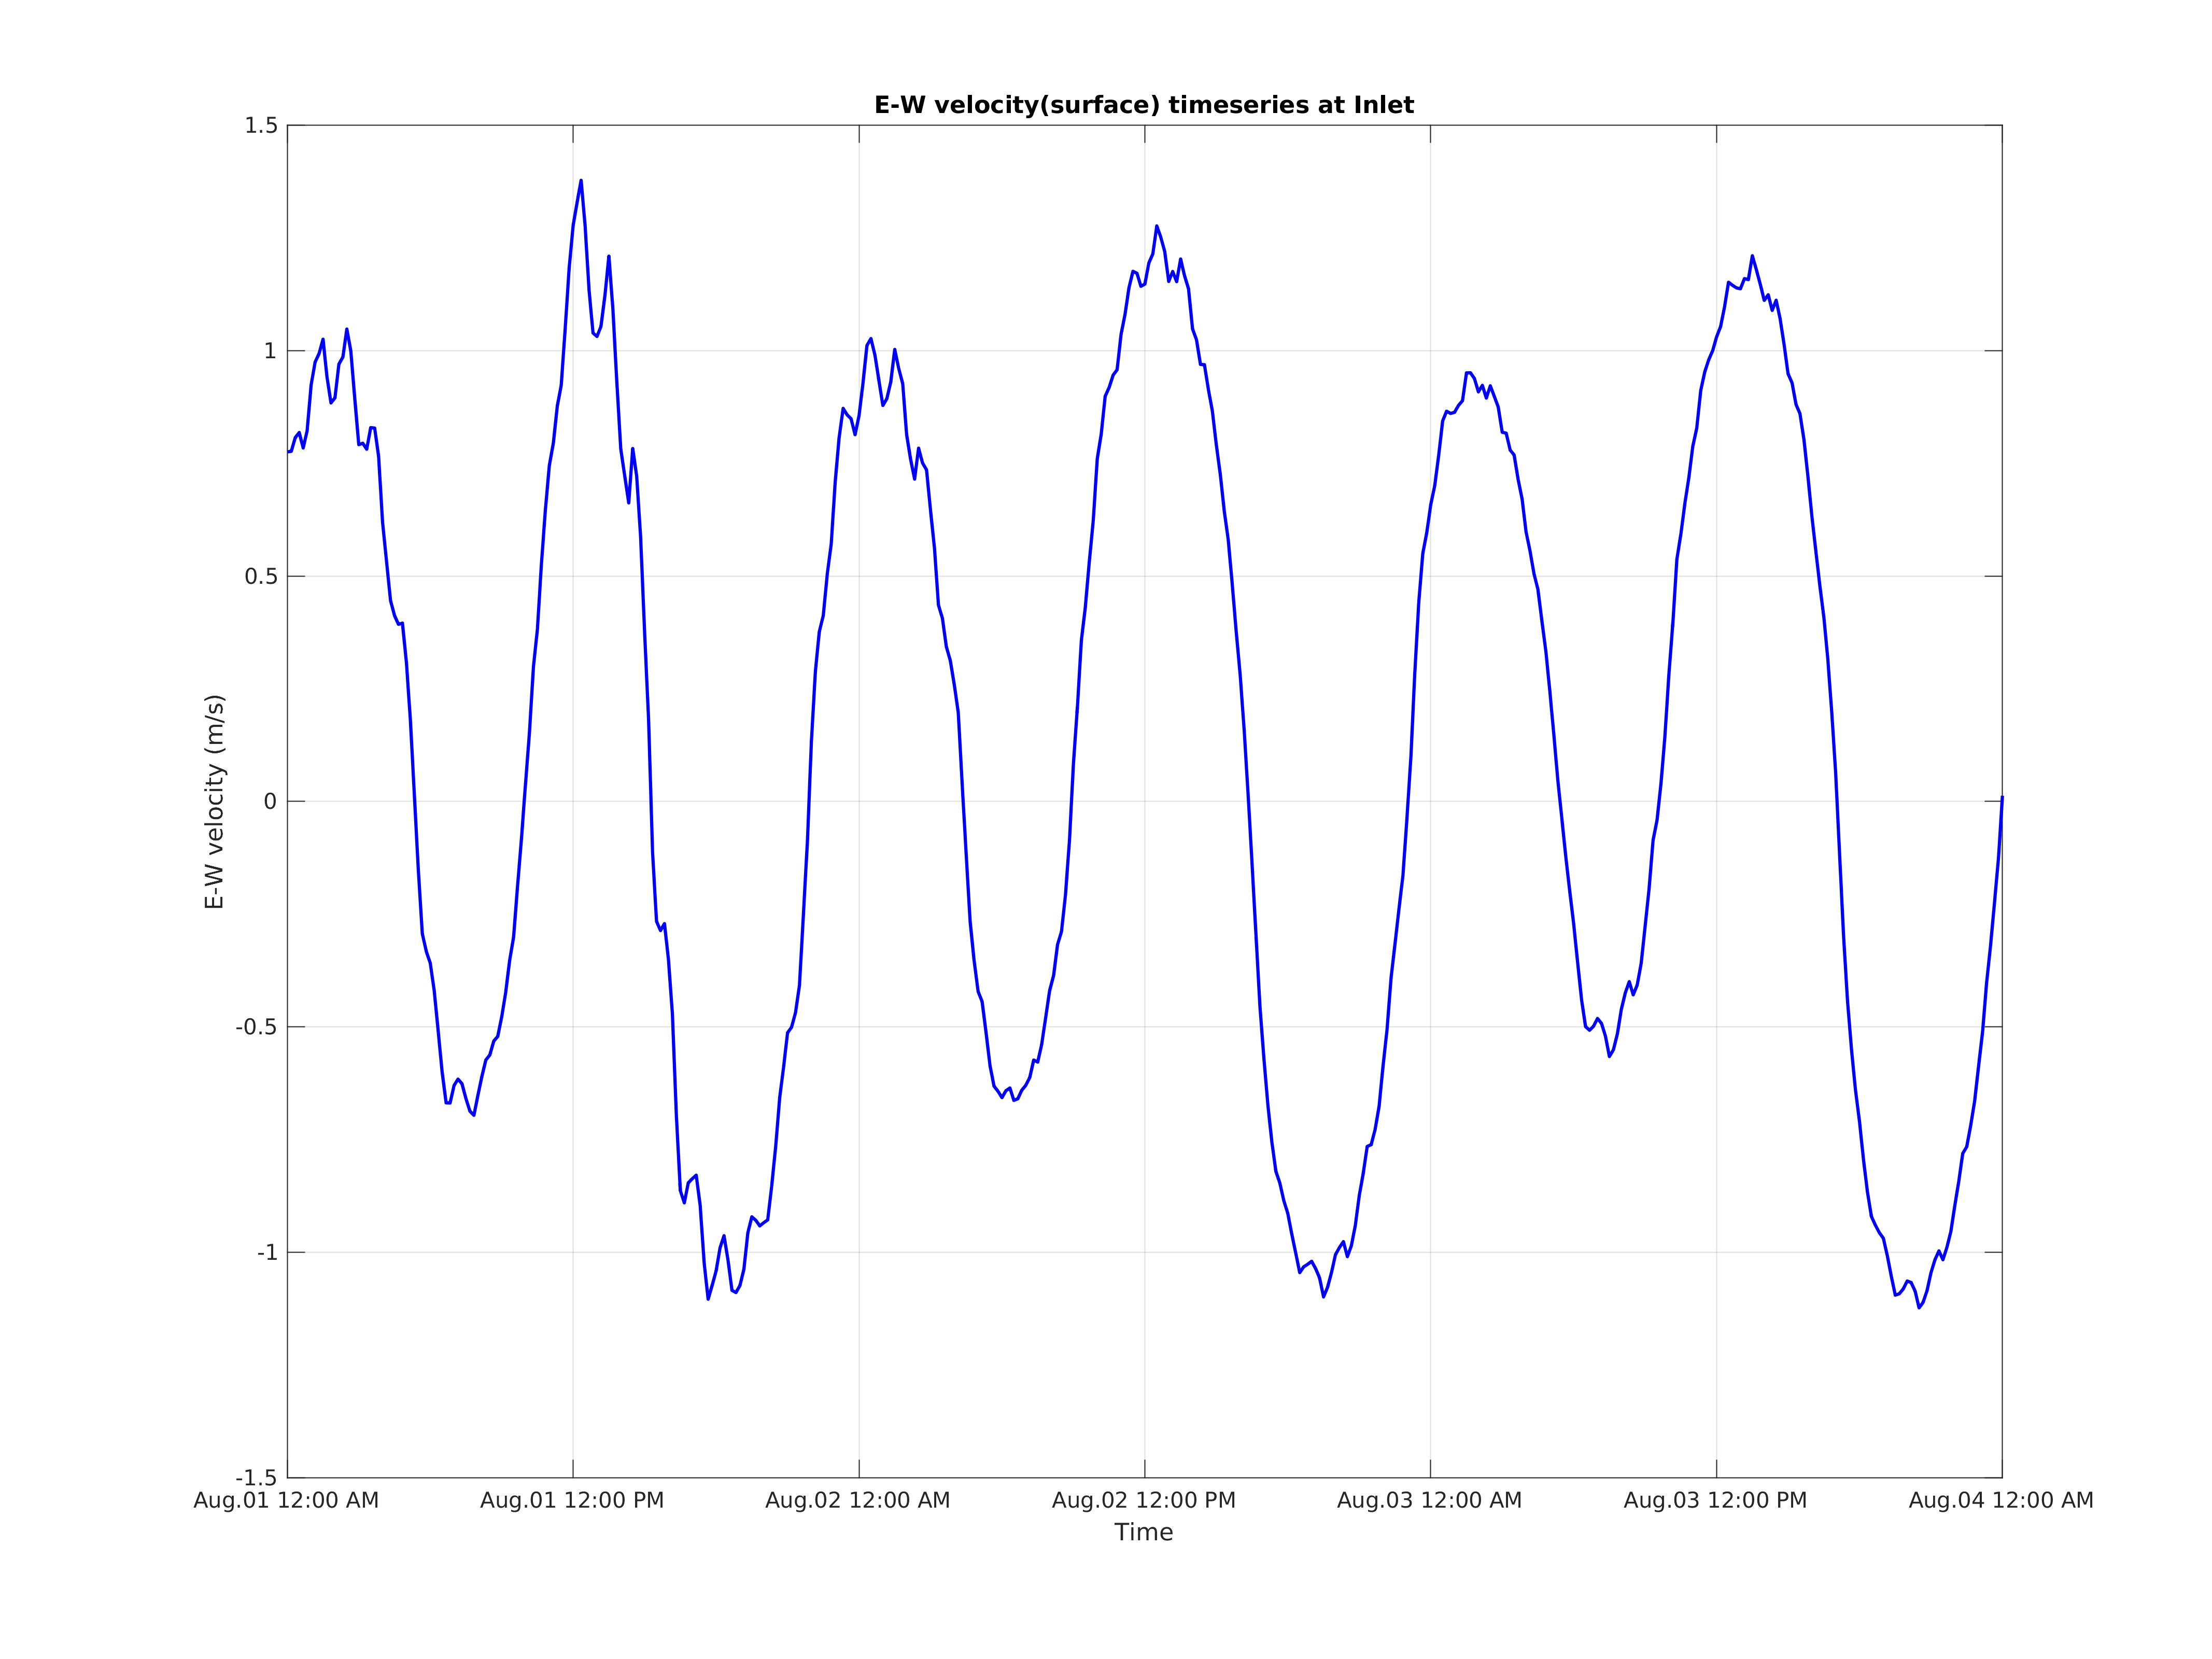 E-W velocity(surface) timeseries at Inlet
1.5
1
0.5
0
-0.5
-1
-1.5
E-W velocity (m/s)
Aug.01 12:00 AM Aug.01 12:00 PM Aug.02 12:00 AM Aug.02 12:00 PM Aug.03 12:00 AM Aug.03 12:00 PM Aug.04 12:00 AM
Time